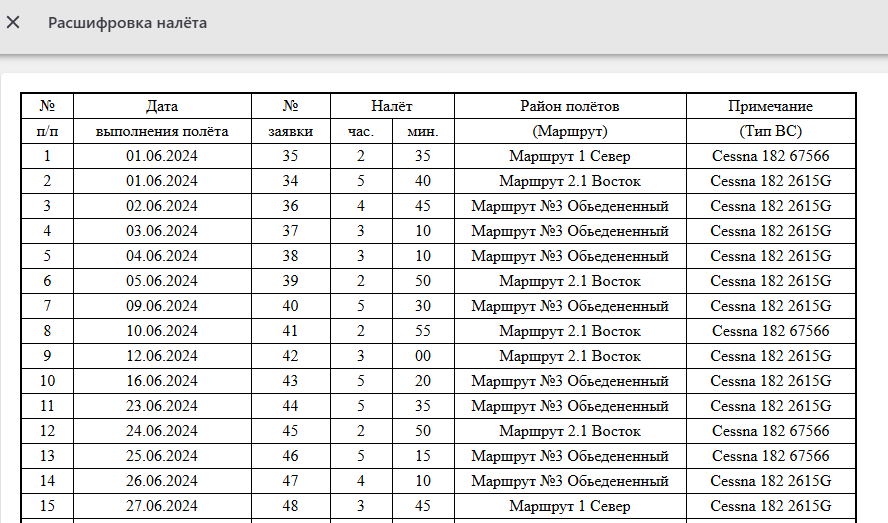 Расшифровка налёта
№ Дата № Налёт Район полётов Примечание
п/п выполнения полёта заявки час. мин. (Маршрут) (Тип ВС)
1 01.06.2024 35 2 35 Маршрут 1 Север Cessna 182 67566
2 01.06.2024 34 5 40 Маршрут 2.1 Восток Cessna 182 2615G
3 02.06.2024 36 4 45 Маршрут №3 Обьедененный Cessna 182 2615G
4 03.06.2024 37 3 10 Маршрут №3 Обьедененный Cessna 182 2615G
5 04.06.2024 38 3 10 Маршрут №3 Обьедененный Cessna 182 2615G
6 05.06.2024 39 2 50 Маршрут 2.1 Восток Cessna 182 2615G
7 09.06.2024 40 5 30 Маршрут №3 Обьедененный Cessna 182 2615G
8 10.06.2024 41 2 55 Маршрут 2.1 Восток Cessna 182 67566
9 12.06.2024 42 3 00 Маршрут 2.1 Восток Cessna 182 2615G
10 16.06.2024 43 5 20 Маршрут №3 Обьедененный Cessna 182 2615G
11 23.06.2024 44 5 35 Маршрут №3 Обьедененный Cessna 182 2615G
12 24.06.2024 45 2 50 Маршрут 2.1 Восток Cessna 182 67566
13 25.06.2024 46 5 15 Маршрут №3 Обьедененный Cessna 182 67566
14 26.06.2024 47 4 10 Маршрут №3 Обьедененный Cessna 182 2615G
15 27.06.2024 48 3 45 Маршрут 1 Север Cessna 182 2615G